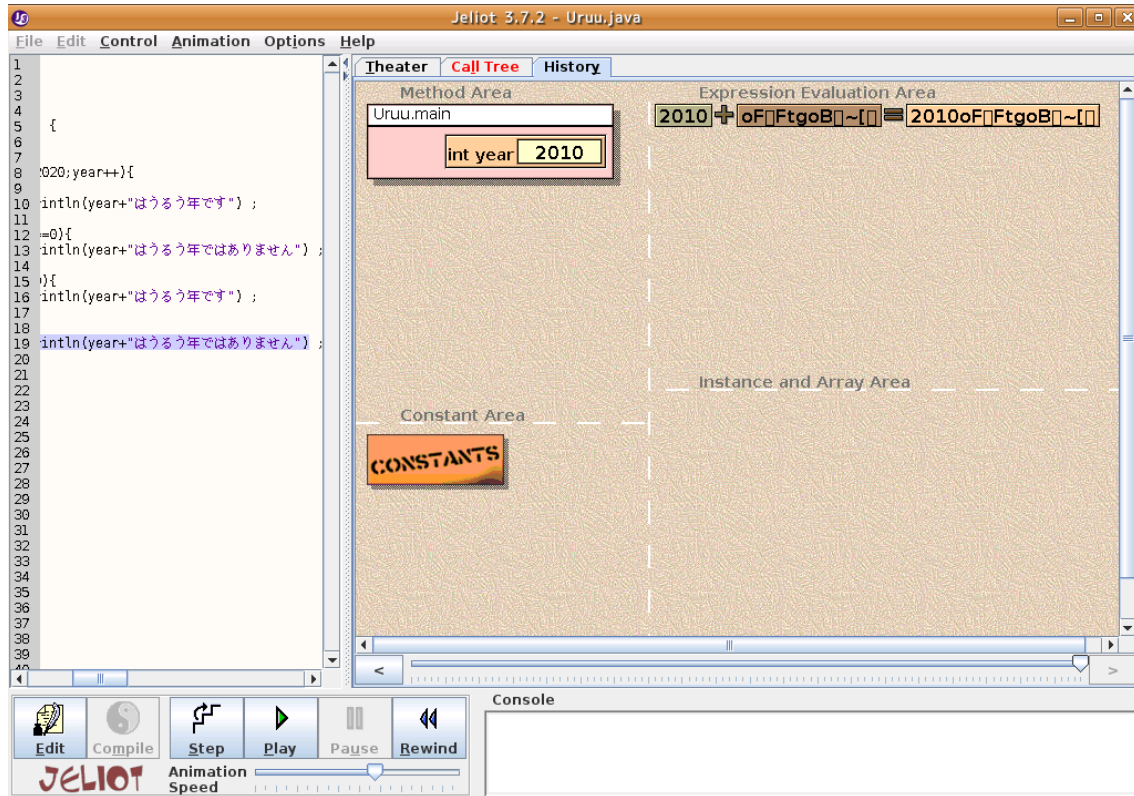 Jeliot 3.7.2 - Uruu.java
File Edit Control Animation Options Help
1
2
3
4
5 {
6
7
8 2020;year++){
9
10 rintln(year+"はうるう年です") ;
11
12 ==0){
13 rintln(year+"はうるう年ではありません") ;
14
15 ){
16 rintln(year+"はうるう年です") ;
17
18
19 rintln(year+"はうるう年ではありません") ;
20
21
22
23
24
25
26
27
28
29
30
31
32
33
34
35
36
37
38
39
40
Theater Call Tree History
Method Area
Uruu.main
int year 2010
Expression Evaluation Area
2010 + oF▯FtgoB▯~[▯ = 2010oF▯FtgoB▯~[▯
Instance and Array Area
Constant Area
CONSTANTS
< >
Edit Compile Step Play Pause Rewind
JELIOT
Animation
Speed
Console